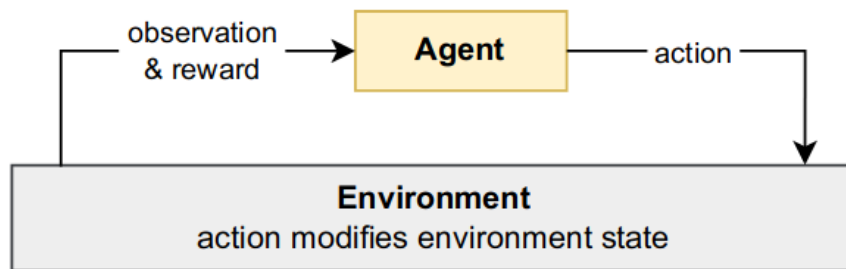 observation
& reward
Agent
action
Environment
action modifies environment state